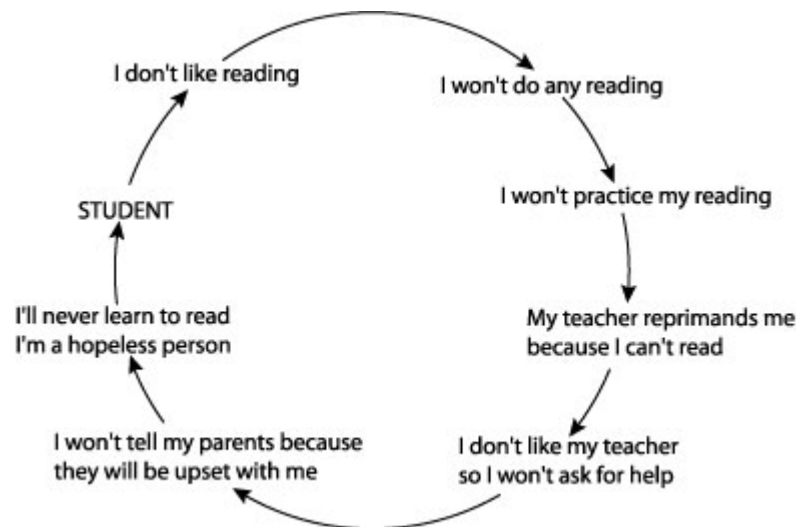 I don't like reading
I won't do any reading
I won't practice my reading
My teacher reprimands me
because I can't read
I don't like my teacher
so I won't ask for help
I won't tell my parents because
they will be upset with me
I'll never learn to read
I'm a hopeless person
STUDENT